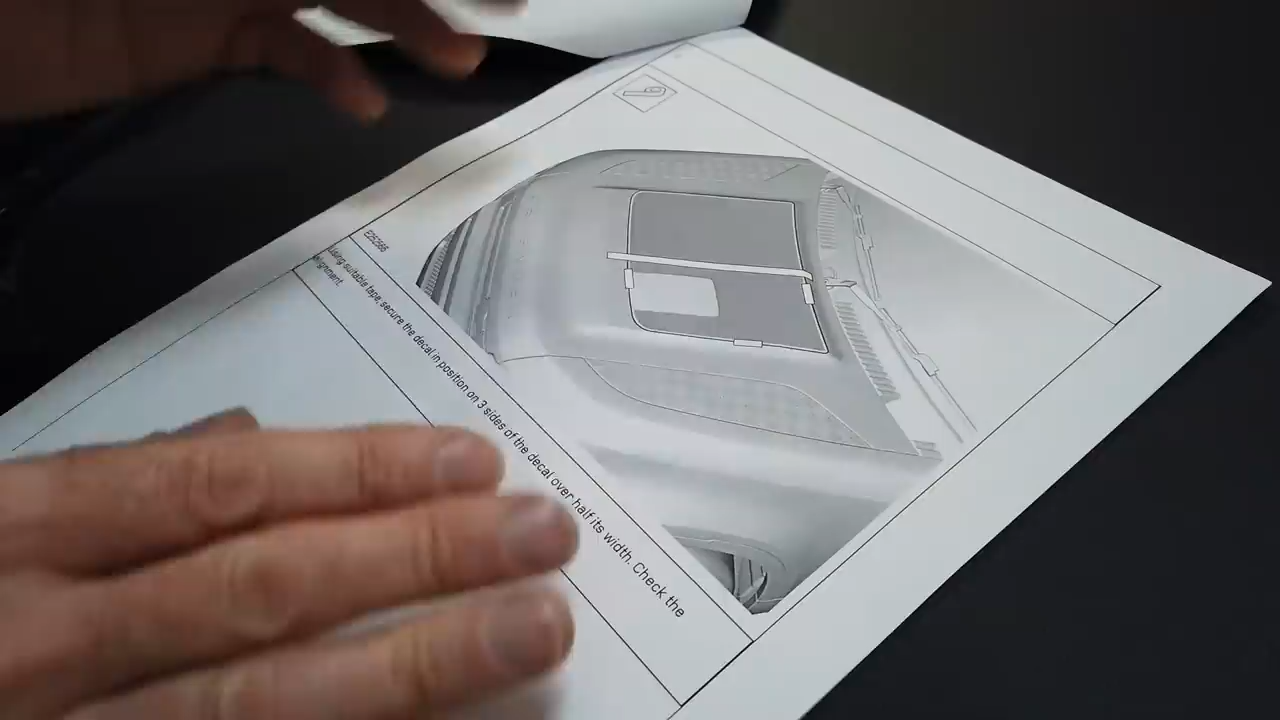 E252566
Using suitable tape, secure the decal in position on 3 sides of the decal over half its width. Check the
alignment